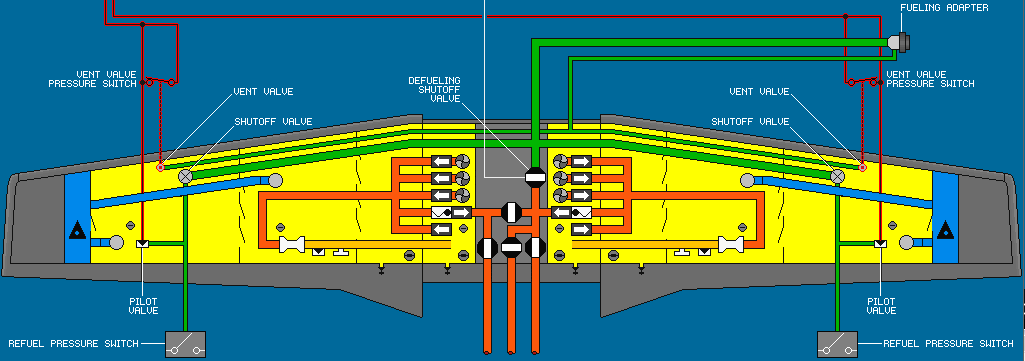 FUELING ADAPTER
VENT VALVE
PRESSURE SWITCH
DEFUELING
SHUTOFF
VALVE
VENT VALVE
PRESSURE SWITCH
VENT VALVE
VENT VALVE
SHUTOFF VALVE
SHUTOFF VALVE
PILOT
VALVE
PILOT
VALVE
REFUEL PRESSURE SWITCH
REFUEL PRESSURE SWITCH